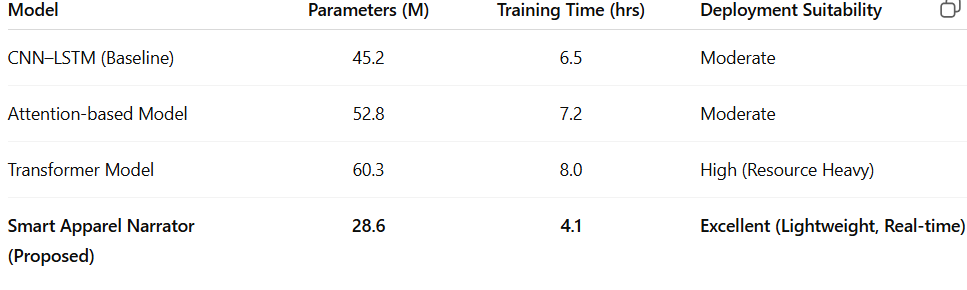 Model Parameters (M) Training Time (hrs) Deployment Suitability
CNN–LSTM (Baseline) 45.2 6.5 Moderate
Attention-based Model 52.8 7.2 Moderate
Transformer Model 60.3 8.0 High (Resource Heavy)
Smart Apparel Narrator 28.6 4.1 Excellent (Lightweight, Real-time)
(Proposed)